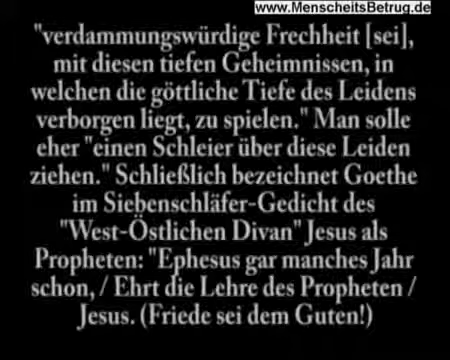 www.MenscheitsBetrug.de
"verdammungswürdige Frechheit [sei],
mit diesen tiefen Geheimnissen, in
welchen die göttliche Tiefe des Leidens
verborgen liegt, zu spielen." Man solle
eher "einen Schleier über diese Leiden
ziehen." Schließlich bezeichnet Goethe
im Siebenschläfer-Gedicht des
"West-Östlichen Divan" Jesus als
Propheten: "Ephesus gar manches Jahr
schon, / Ehrt die Lehre des Propheten /
Jesus. (Friede sei dem Guten!)